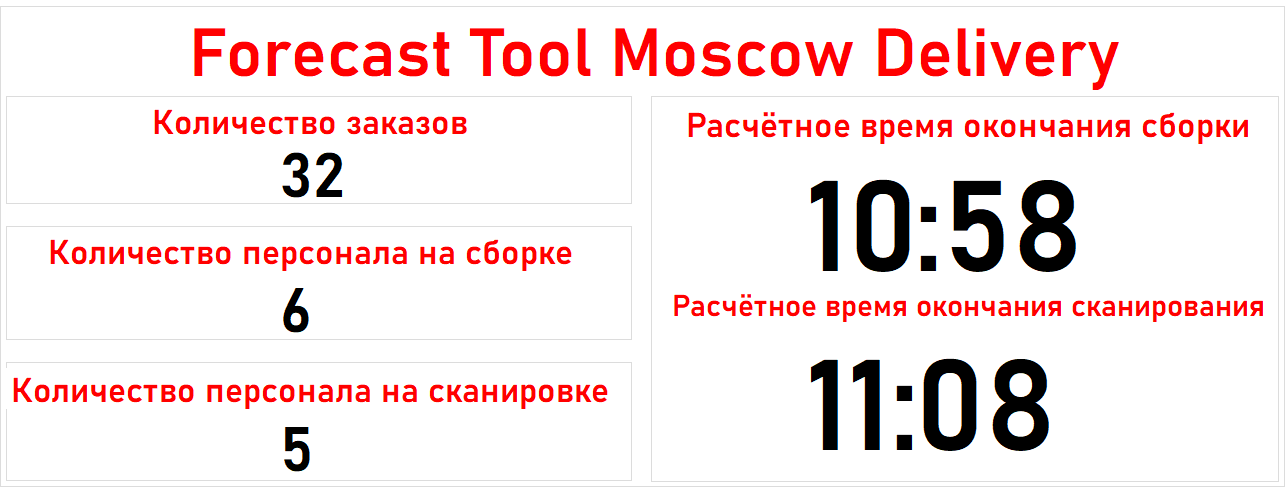 Forecast Tool Moscow Delivery
Количество заказов
32
Количество персонала на сборке
6
Количество персонала на сканировке
5
Расчётное время окончания сборки
10:58
Расчётное время окончания сканирования
11:08